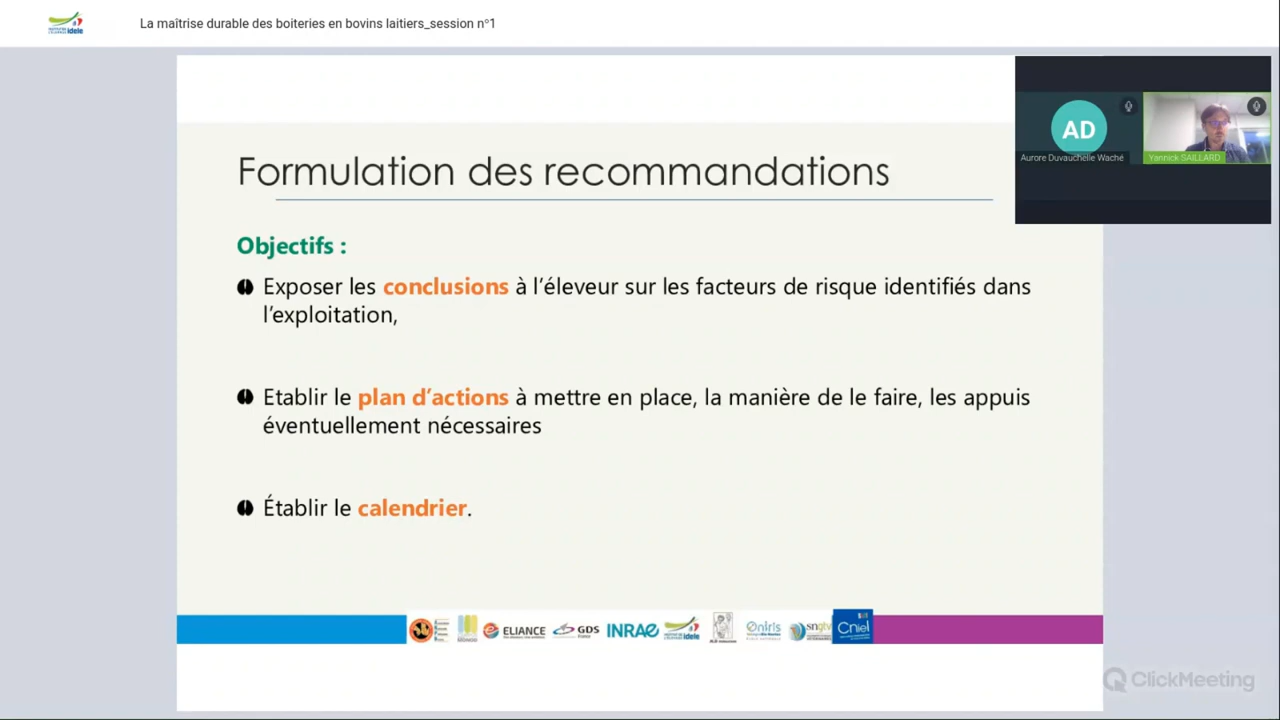 idele
La maîtrise durable des boiteries en bovins laitiers_session n°1
AD
Aurore Duvauchelle Waché
Yannick SAILLARD
Formulation des recommandations
Objectifs :
Exposer les conclusions à l’éleveur sur les facteurs de risque identifiés dans
l’exploitation,
Etablir le plan d’actions à mettre en place, la manière de le faire, les appuis
éventuellement nécessaires
Établir le calendrier.
ELIANCE
GDS
France
INRAE
idele
Oniris
sngtv
Cniel
ClickMeeting